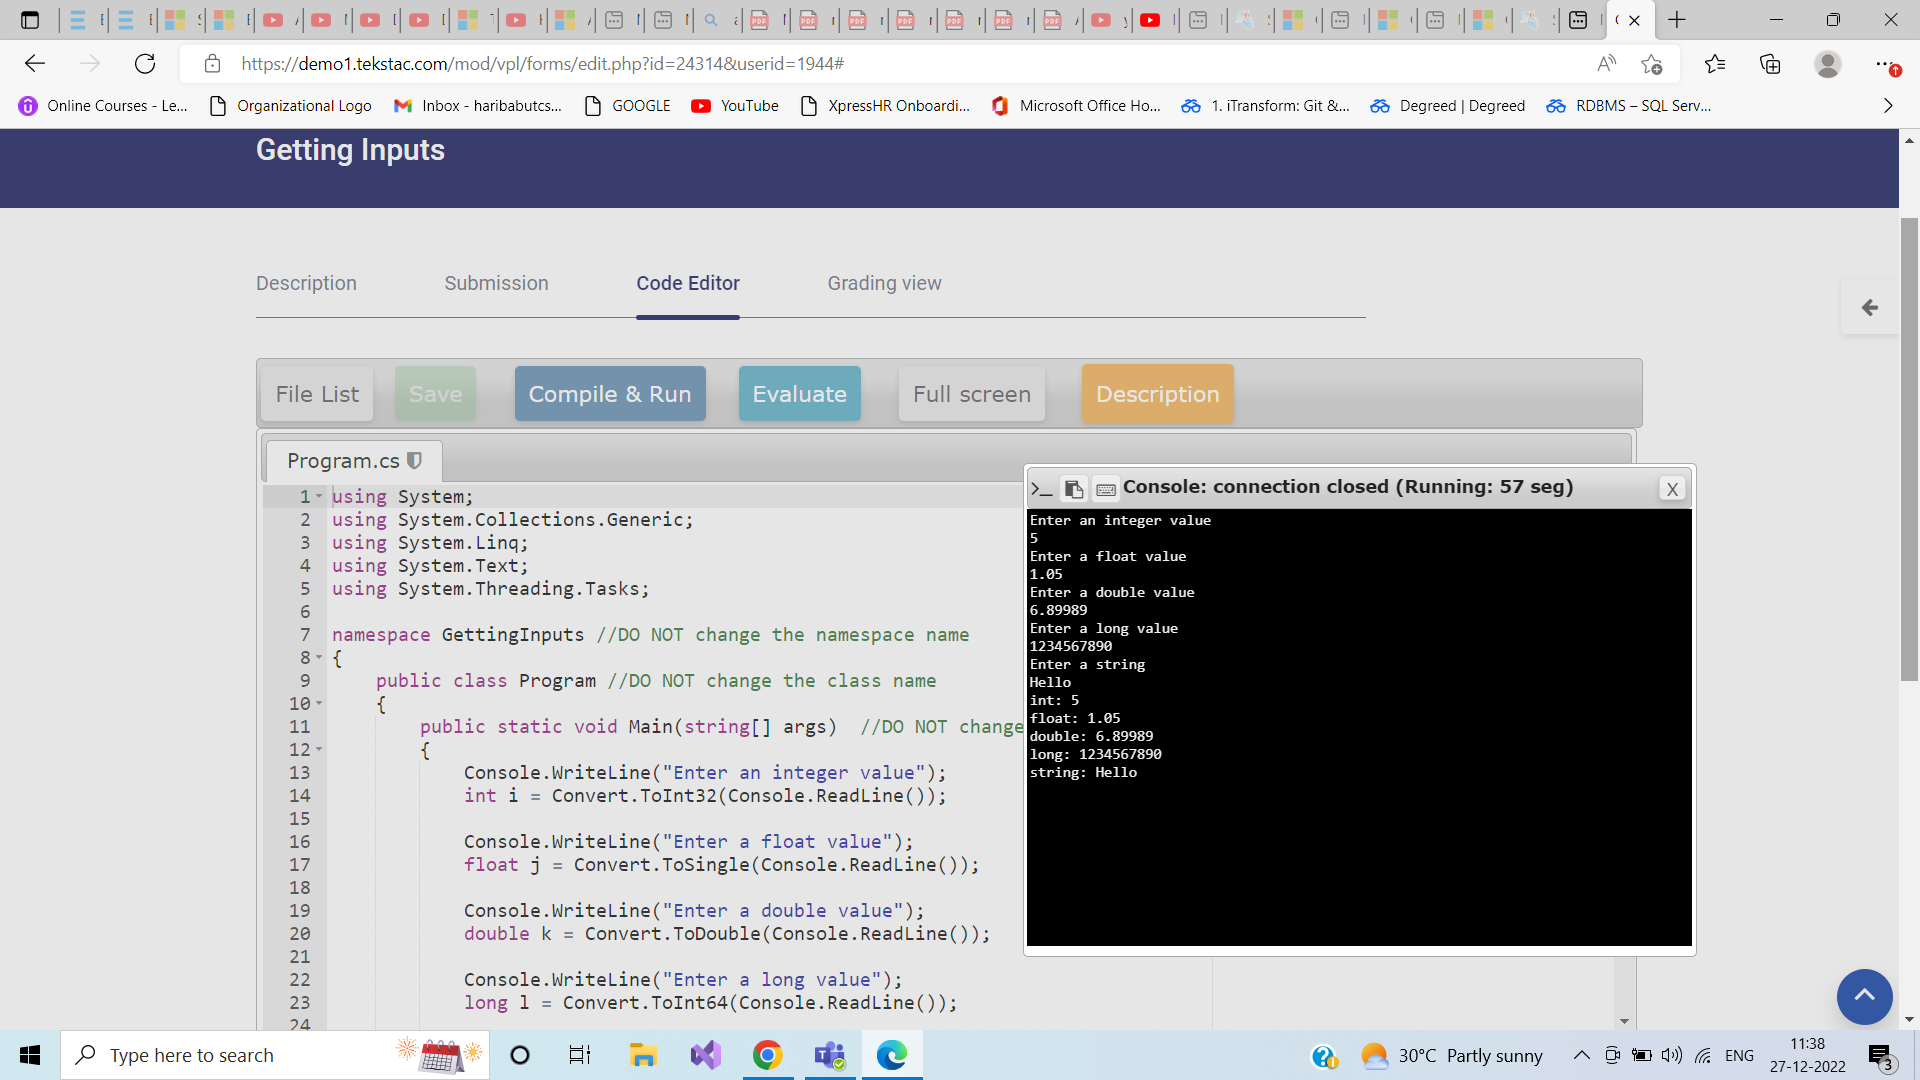 https://demo1.tekstac.com/mod/vpl/forms/edit.php?id=24314&userid=1944#
Online Courses - Le...
Organizational Logo
Inbox - haribabutcs...
GOOGLE
YouTube
XpressHR Onboardi...
Microsoft Office Ho...
1. iTransform: Git &...
Degreed | Degreed
RDBMS – SQL Serv...
Getting Inputs
Description
Submission
Code Editor
Grading view
File List
Save
Compile & Run
Evaluate
Full screen
Description
Program.cs
1 using System;
2 using System.Collections.Generic;
3 using System.Linq;
4 using System.Text;
5 using System.Threading.Tasks;
6
7 namespace GettingInputs //DO NOT change the namespace name
8 {
9 public class Program //DO NOT change the class name
10 {
11 public static void Main(string[] args) //DO NOT change
12 {
13 Console.WriteLine("Enter an integer value");
14 int i = Convert.ToInt32(Console.ReadLine());
15
16 Console.WriteLine("Enter a float value");
17 float j = Convert.ToSingle(Console.ReadLine());
18
19 Console.WriteLine("Enter a double value");
20 double k = Convert.ToDouble(Console.ReadLine());
21
22 Console.WriteLine("Enter a long value");
23 long l = Convert.ToInt64(Console.ReadLine());
24
Console: connection closed (Running: 57 seg)
X
Enter an integer value
5
Enter a float value
1.05
Enter a double value
6.89989
Enter a long value
1234567890
Enter a string
Hello
int: 5
float: 1.05
double: 6.89989
long: 1234567890
string: Hello
Type here to search
30°C Partly sunny
ENG
11:38
27-12-2022
3